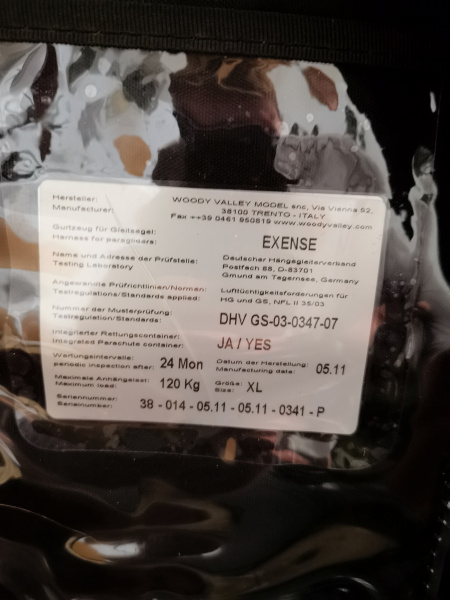 Hersteller: WOODY VALLEY MODEL snc, Via Vienna 52,
Manufacturer: 38100 TRENTO - ITALY
Fax ++39 0461 950819 www.woodyvalley.com
Gurtzeug für Gleitsegel:
Harness for paragliders: EXENSE
Name und Adresse der Prüfstelle: Deutscher Hängegleiterverband
Testing Laboratory Postfach 88, D-83701
Gmund am Tegernsee, Germany
Angewandte Prüfrichtlinien/Normen: Lufttüchtigkeitsforderungen für
Testregulations/Standards applied: HG und GS, NFL II 35/03
Nummer der Musterprüfung: DHV GS-03-0347-07
Testregulation/Standards:
Integrierter Rettungscontainer: JA / YES
Integrated Parachute container:
Wartungsintervalle: 24 Mon Datum der Herstellung: 05.11
periodic inspection after: Manufacturing date:
Maximale Anhängelast: 120 Kg Größe: XL
Maximum load: Size:
Seriennummer: 38 - 014 - 05.11 - 05.11 - 0341 - P
Serialnumber: